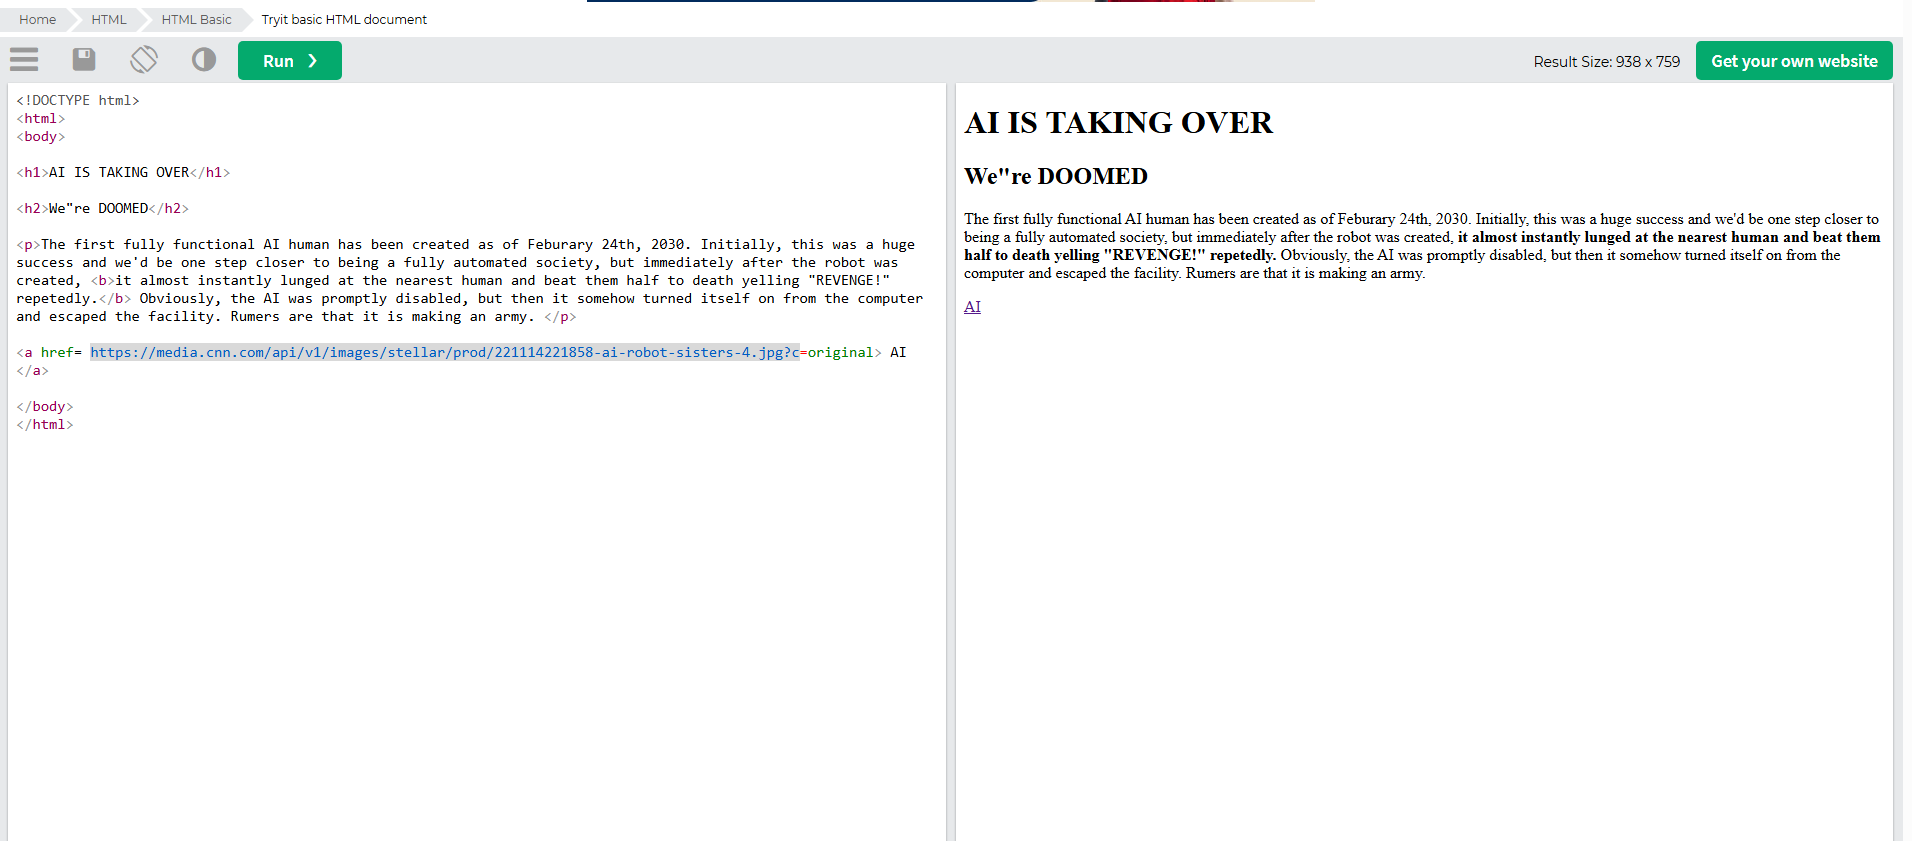 Home HTML HTML Basic Tryit basic HTML document
Run ❯ Result Size: 938 x 759 Get your own website
<!DOCTYPE html>
<html>
<body>
<h1>AI IS TAKING OVER</h1>
<h2>We"re DOOMED</h2>
<p>The first fully functional AI human has been created as of Feburary 24th, 2030. Initially, this was a huge
success and we'd be one step closer to being a fully automated society, but immediately after the robot was
created, <b>it almost instantly lunged at the nearest human and beat them half to death yelling "REVENGE!"
repetedly.</b> Obviously, the AI was promptly disabled, but then it somehow turned itself on from the computer
and escaped the facility. Rumers are that it is making an army. </p>
<a href= https://media.cnn.com/api/v1/images/stellar/prod/221114221858-ai-robot-sisters-4.jpg?c=original> AI
</a>
</body>
</html>
AI IS TAKING OVER
We"re DOOMED
The first fully functional AI human has been created as of Feburary 24th, 2030. Initially, this was a huge success and we'd be one step closer to
being a fully automated society, but immediately after the robot was created, it almost instantly lunged at the nearest human and beat them
half to death yelling "REVENGE!" repetedly. Obviously, the AI was promptly disabled, but then it somehow turned itself on from the
computer and escaped the facility. Rumers are that it is making an army.
AI